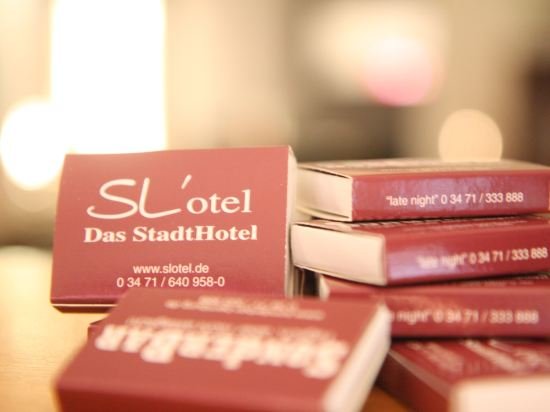 SL'otel
Das StadtHotel
www.slotel.de
0 34 71 / 640 958-0
"late night" 0 34 71 / 333 888
"late night" 0 34 71 / 333 888
night" 0 34 71 / 333 888
SonderBar